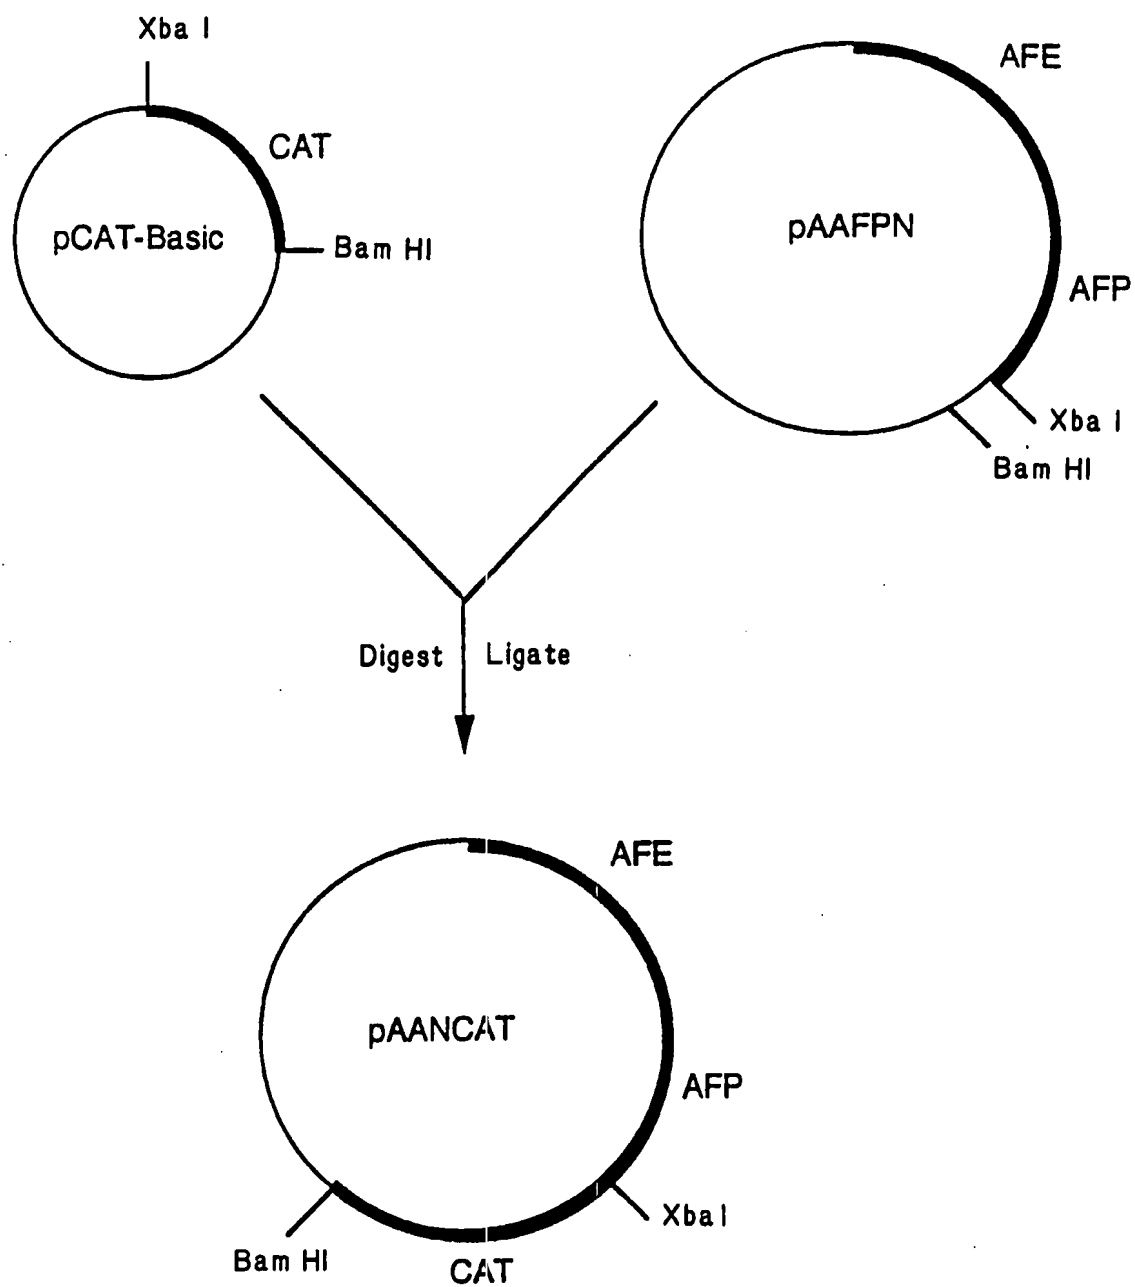 Xba I
CAT
pCAT-Basic
Bam HI
AFE
pAAFPN
AFP
Xba I
Bam HI
Digest
Ligate
AFE
pAANCAT
AFP
Xba I
Bam HI
CAT